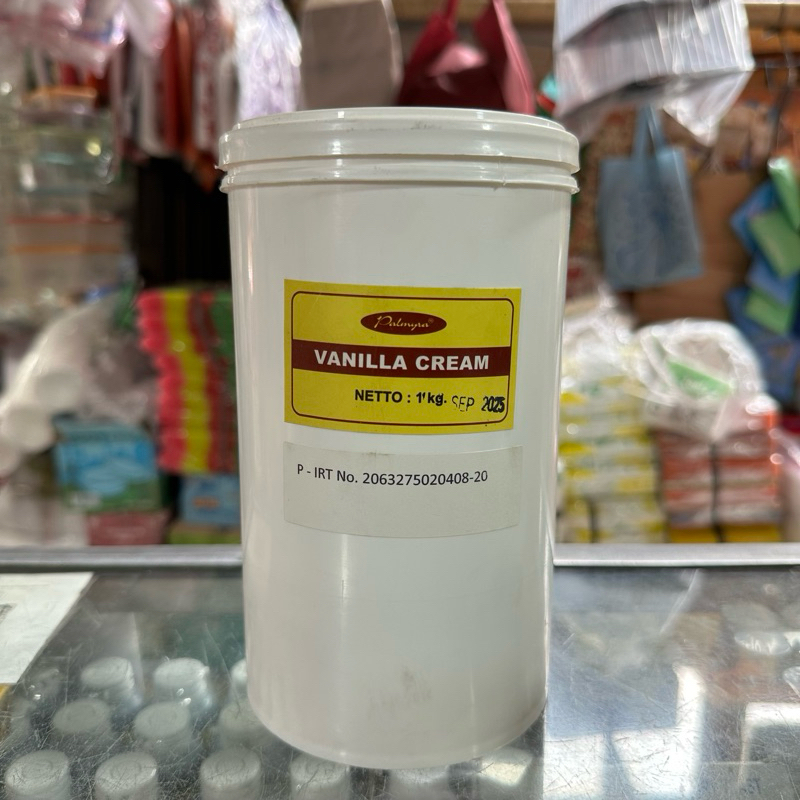 Palmyra®
VANILLA CREAM
NETTO : 1 kg. SEP 2025
P - IRT No. 2063275020408-20